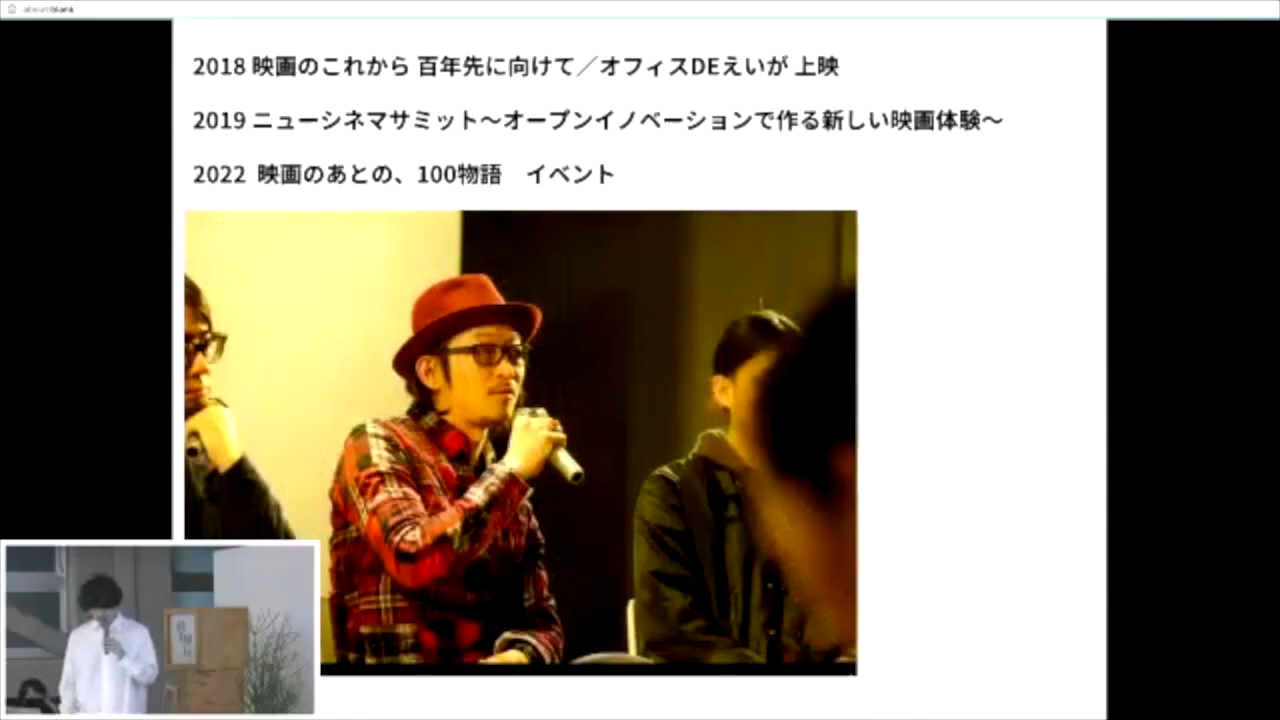 about:blank
2018 映画のこれから 百年先に向けて／オフィスDEえいが 上映
2019 ニューシネマサミット〜オープンイノベーションで作る新しい映画体験〜
2022 映画のあとの、100物語　イベント